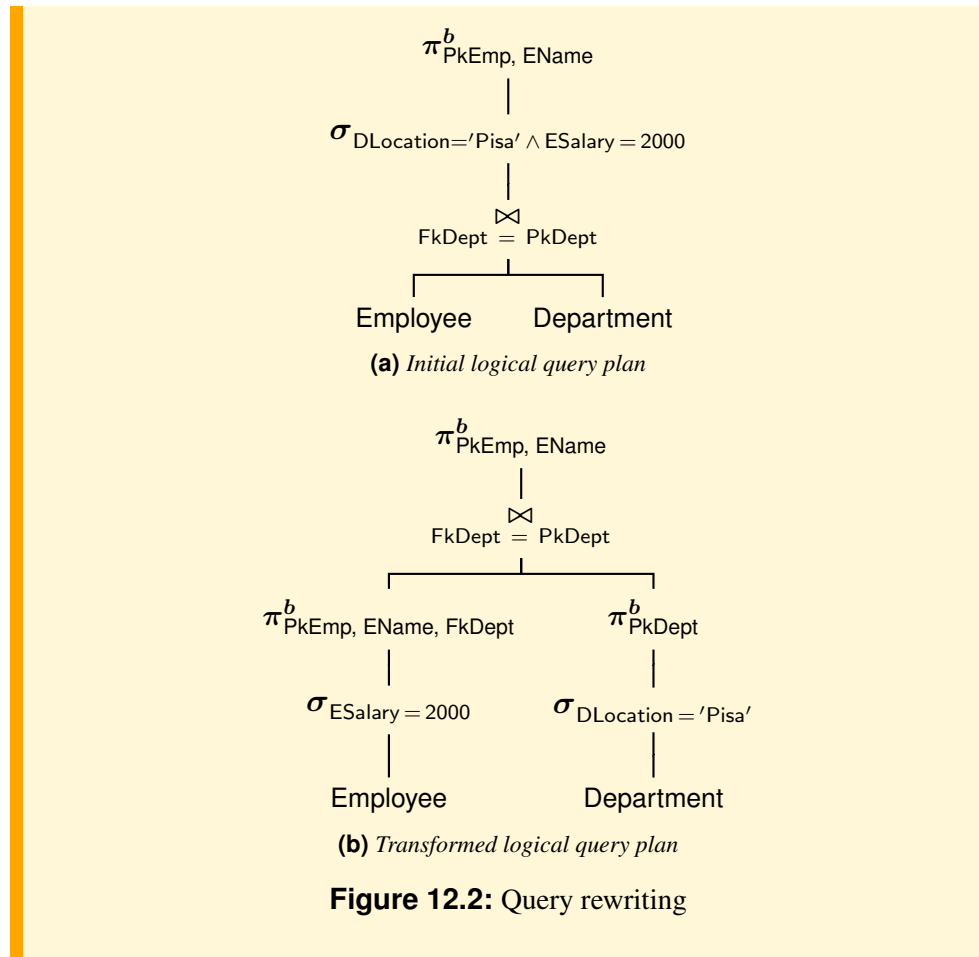 π^b PkEmp, EName
σ DLocation='Pisa' ∧ ESalary = 2000
⋈
FkDept = PkDept
Employee Department
(a) Initial logical query plan
π^b PkEmp, EName
⋈
FkDept = PkDept
π^b PkEmp, EName, FkDept π^b PkDept
σ ESalary = 2000 σ DLocation = 'Pisa'
Employee Department
(b) Transformed logical query plan
Figure 12.2: Query rewriting